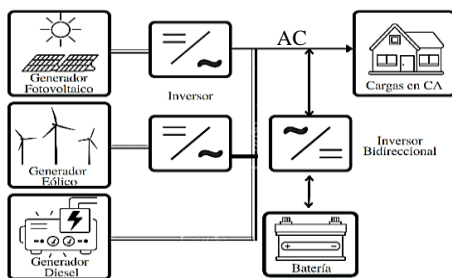 Generador
Fotovoltaico
Inversor
AC
Cargas en CA
Generador
Eólico
Inversor
Bidireccional
Generador
Diesel
Batería